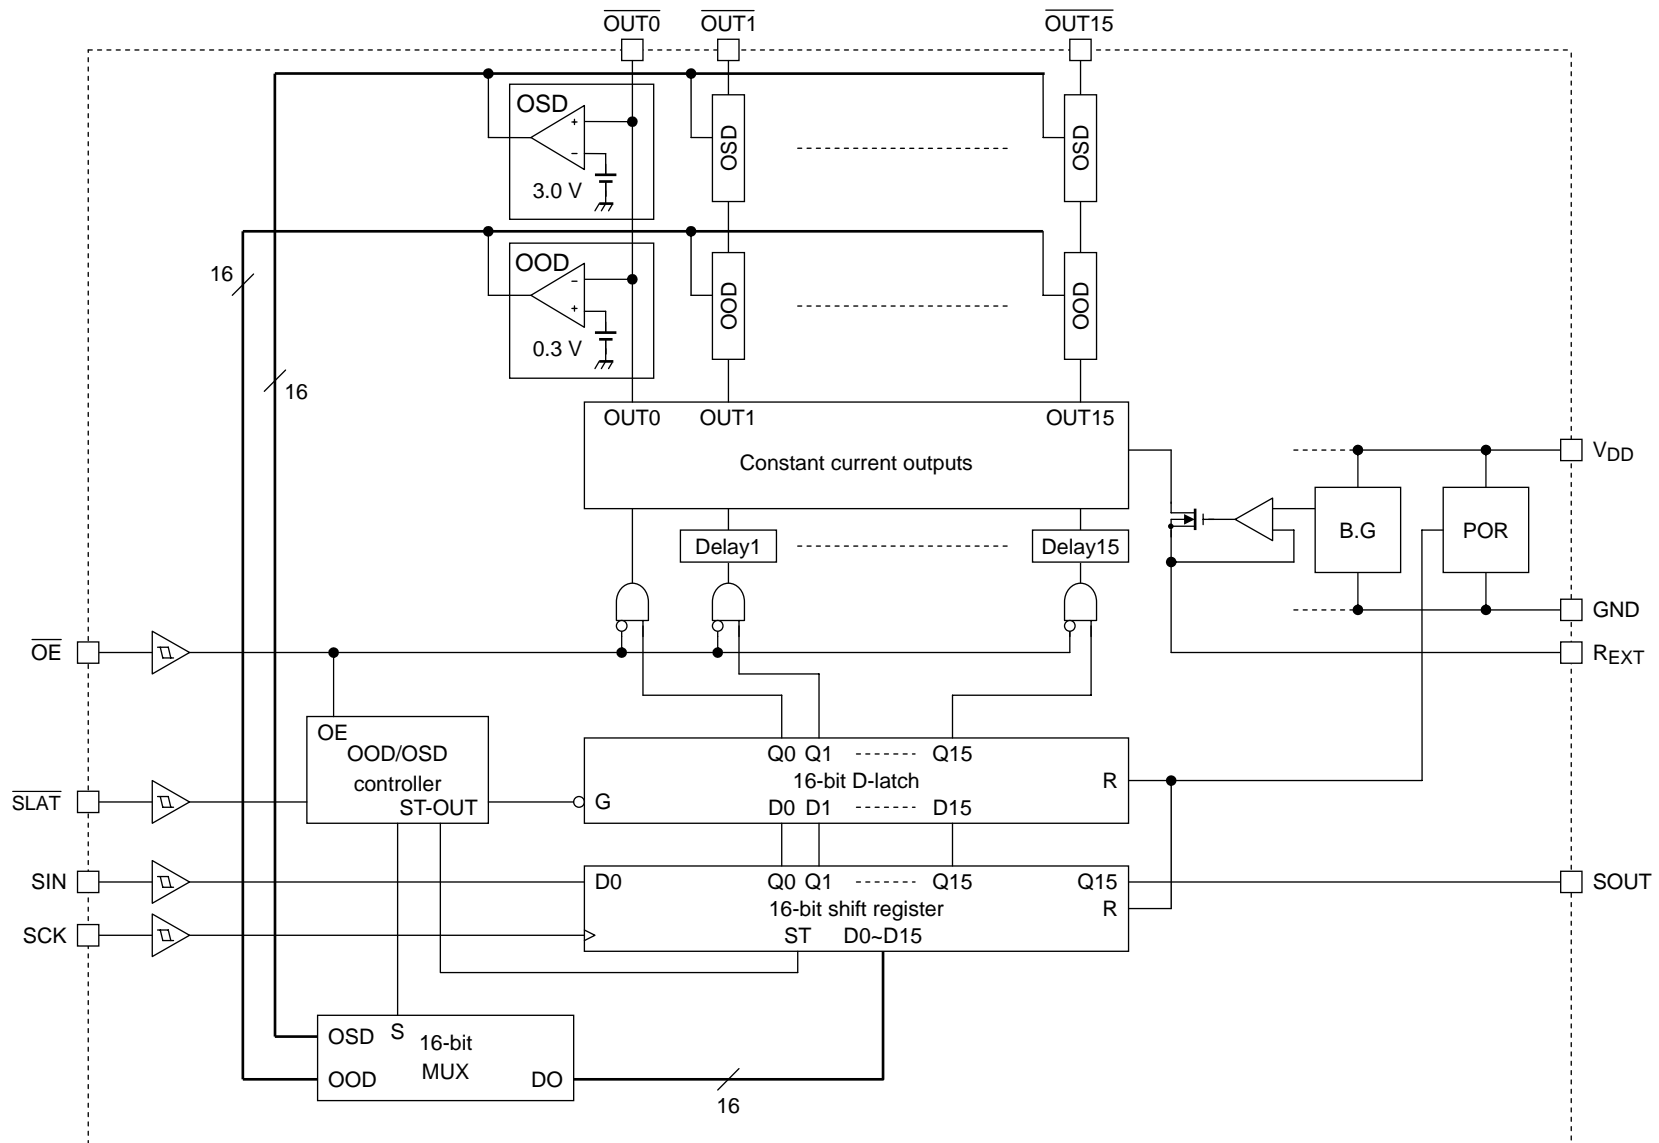 OUT0 OUT1 OUT15
OSD
+
−
3.0 V
OSD
OSD
16
OOD
−
+
0.3 V
OOD
OOD
16
OUT0 OUT1 OUT15
Constant current outputs
VDD
Delay1
Delay15
B.G
POR
GND
OE
REXT
OE
OOD/OSD
controller
ST-OUT
Q0 Q1 Q15
16-bit D-latch
R
G
D0 D1 D15
SLAT
SIN
D0
Q0 Q1 Q15
Q15
SOUT
16-bit shift register
R
SCK
ST D0~D15
OSD
S
16-bit
MUX
OOD
DO
16